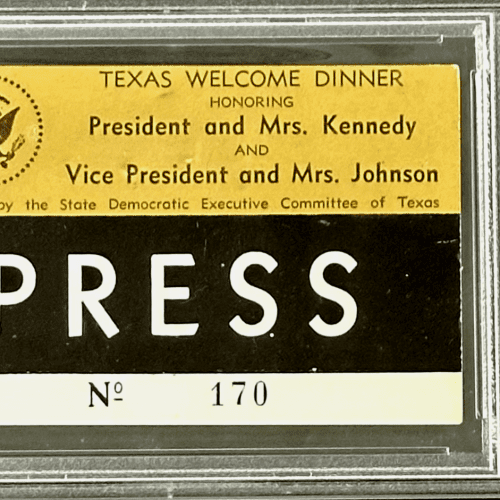 TEXAS WELCOME DINNER
HONORING
President and Mrs. Kennedy
AND
Vice President and Mrs. Johnson
by the State Democratic Executive Committee of Texas
PRESS
Nº 170